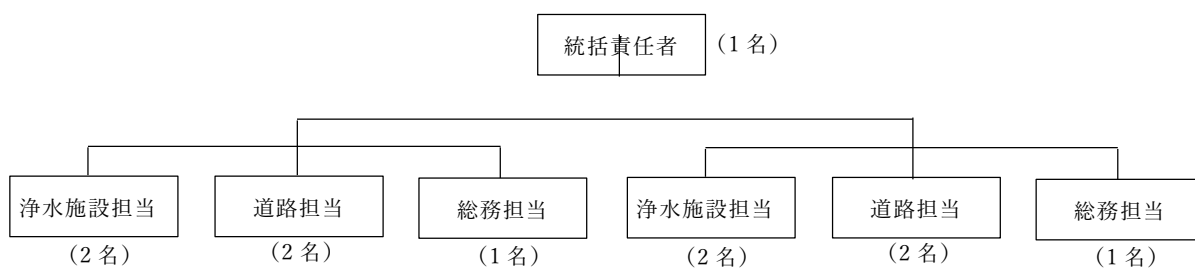 統括責任者 (1名)
浄水施設担当 道路担当 総務担当 浄水施設担当 道路担当 総務担当
(2名) (2名) (1名) (2名) (2名) (1名)